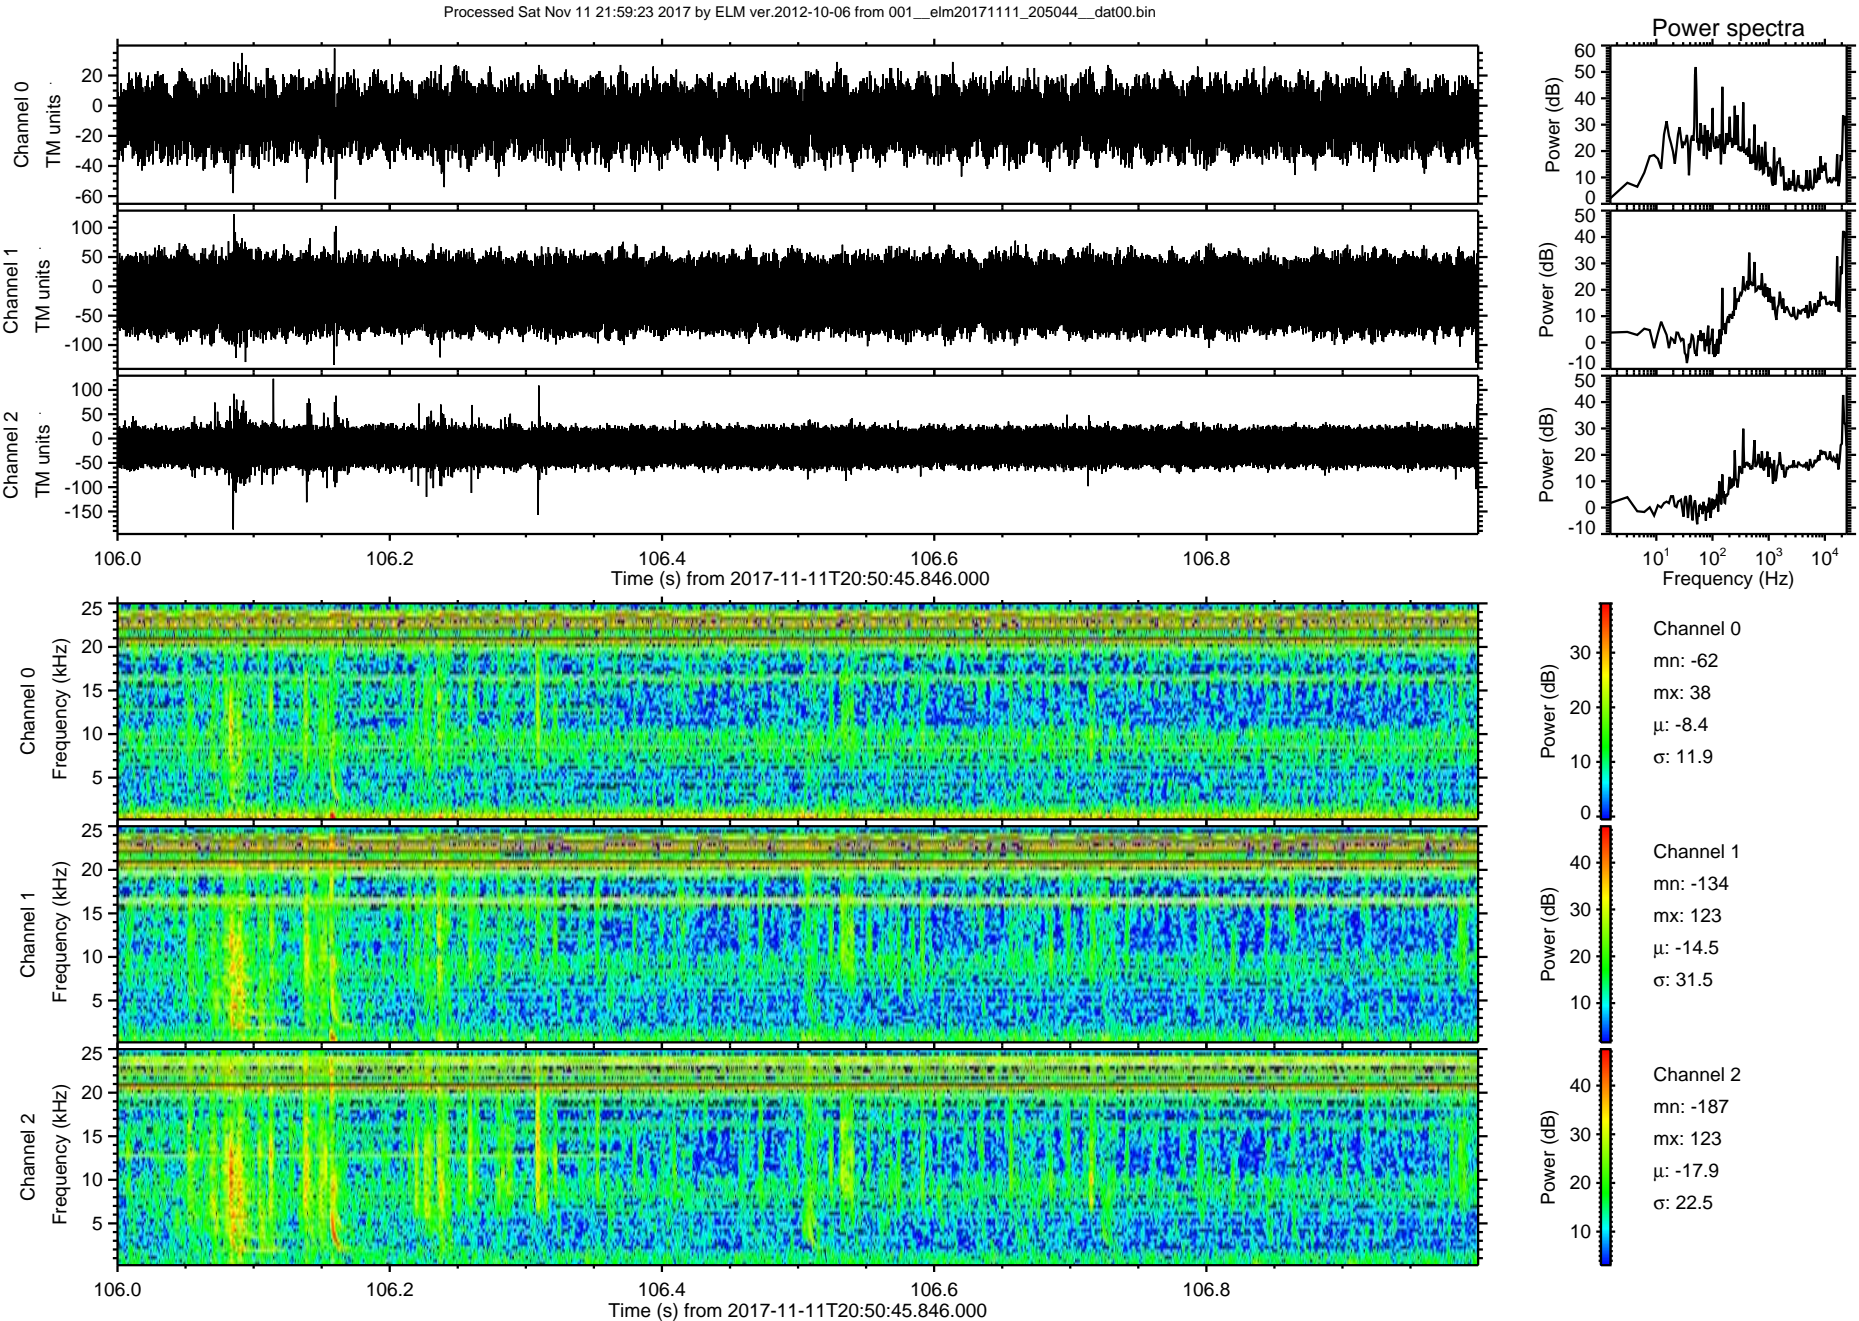 Processed Sat Nov 11 21:59:23 2017 by ELM ver.2012-10-06 from 001__elm20171111_205044__dat00.bin
Power spectra
Channel 0
TM units
20
0
-20
-40
-60
Power (dB)
60
50
40
30
20
10
0
Channel 1
TM units
100
50
0
-50
-100
Power (dB)
50
40
30
20
10
0
-10
Channel 2
TM units
100
50
0
-50
-100
-150
Power (dB)
50
40
30
20
10
0
-10
106.0 106.2 106.4 106.6 106.8
Time (s) from 2017-11-11T20:50:45.846.000
10^1 10^2 10^3 10^4
Frequency (Hz)
Channel 0
Frequency (kHz)
25
20
15
10
5
Power (dB)
30
20
10
0
Channel 0
mn: -62
mx: 38
μ: -8.4
σ: 11.9
Channel 1
Frequency (kHz)
25
20
15
10
5
Power (dB)
40
30
20
10
Channel 1
mn: -134
mx: 123
μ: -14.5
σ: 31.5
Channel 2
Frequency (kHz)
25
20
15
10
5
Power (dB)
40
30
20
10
Channel 2
mn: -187
mx: 123
μ: -17.9
σ: 22.5
106.0 106.2 106.4 106.6 106.8
Time (s) from 2017-11-11T20:50:45.846.000